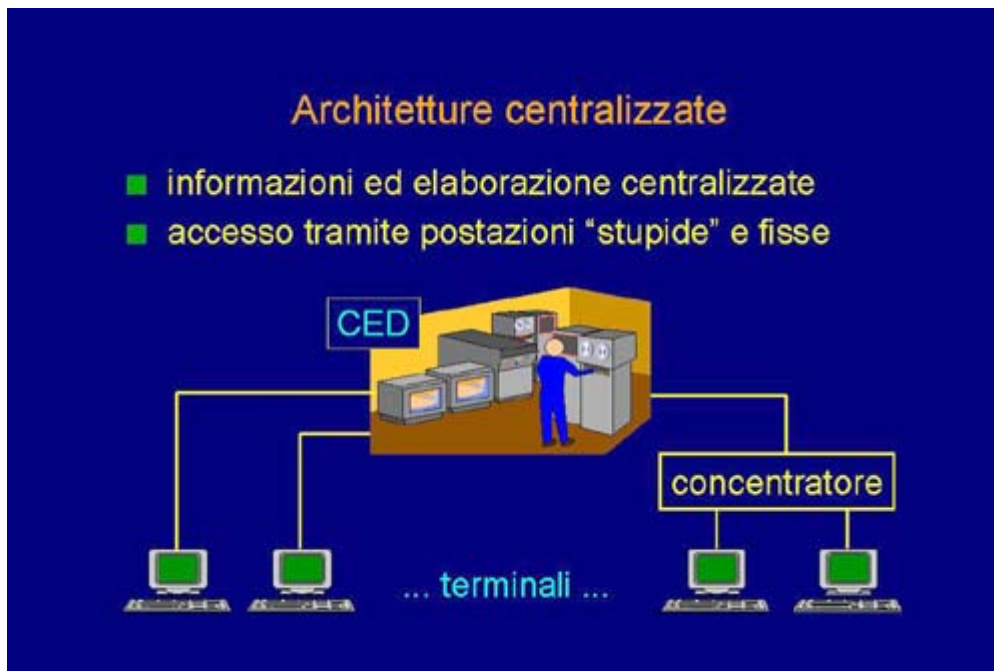 Architetture centralizzate
informazioni ed elaborazione centralizzate
accesso tramite postazioni “stupide” e fisse
CED
concentratore
... terminali ...